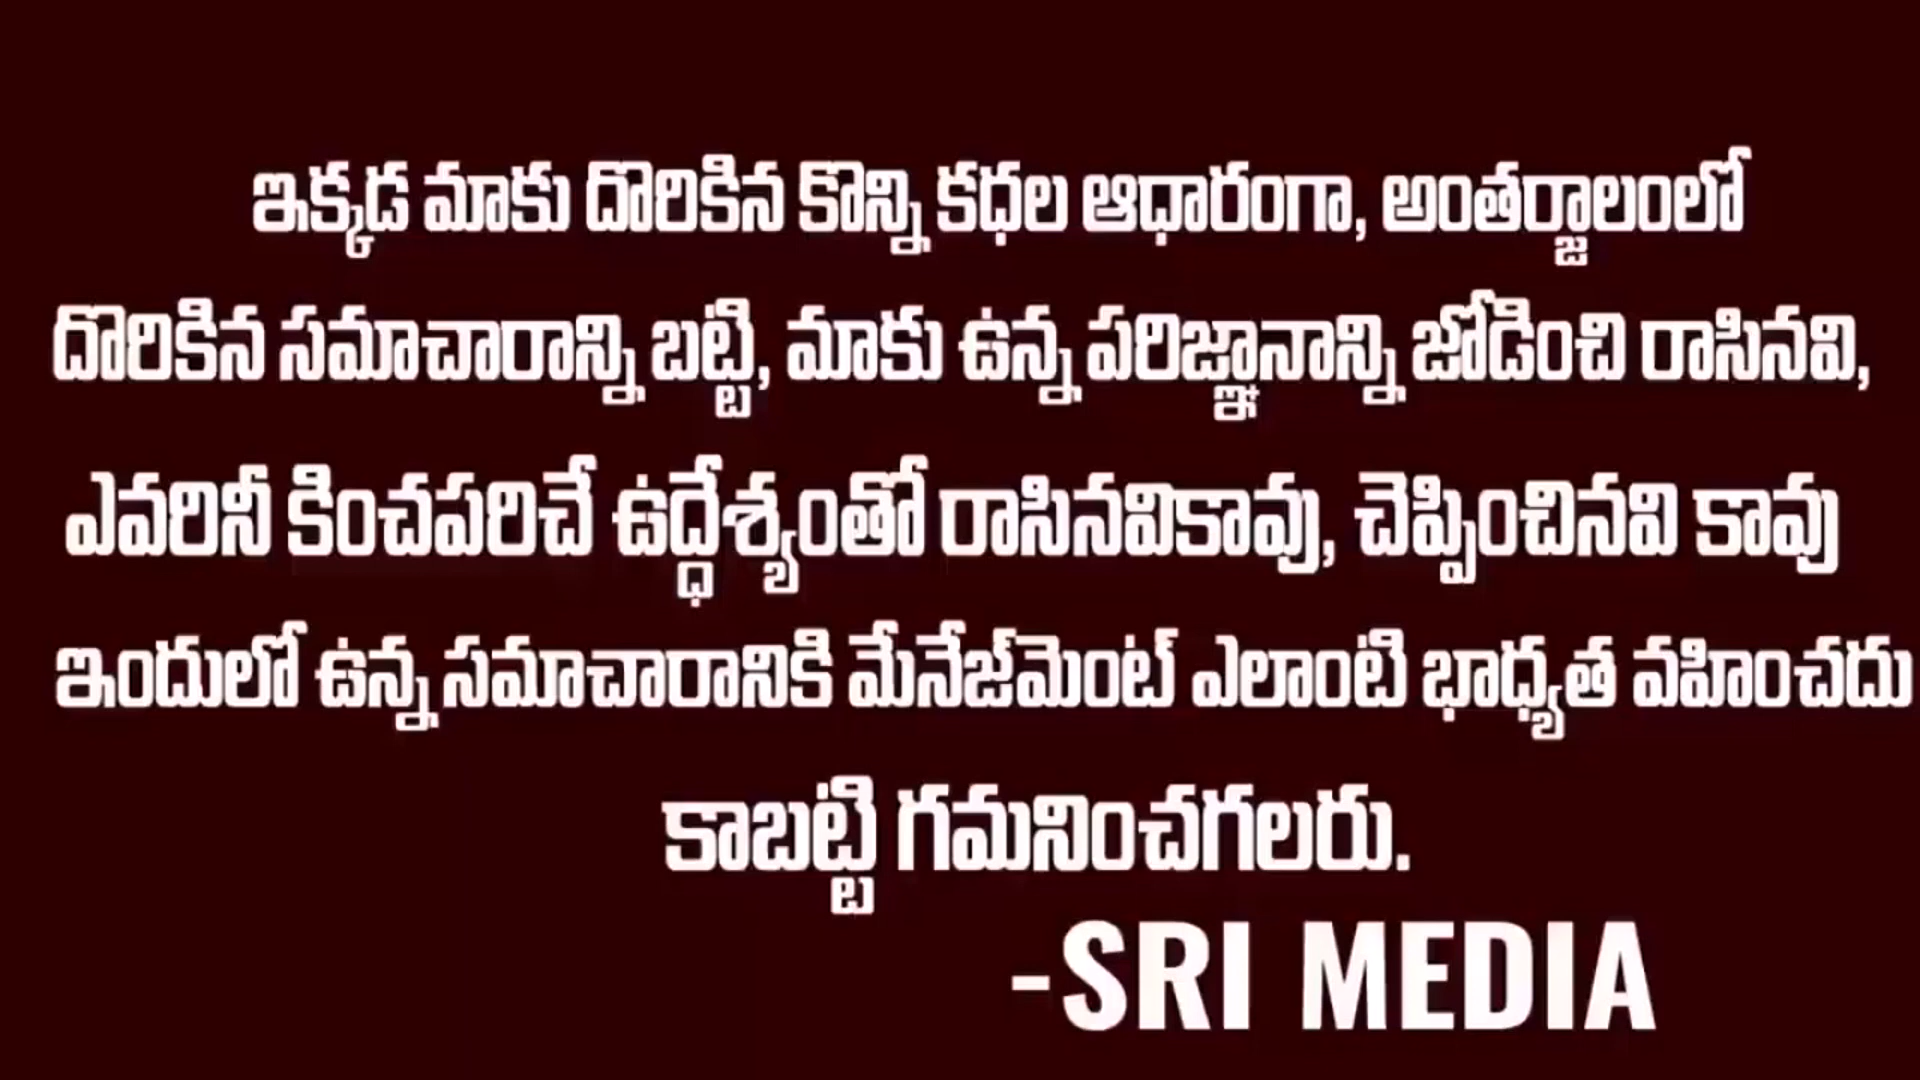 ఇక్కడ మాకు దొరికిన కొన్ని కధల ఆధారంగా, అంతర్జాలంలో
దొరికిన సమాచారాన్ని బట్టి, మాకు ఉన్న పరిజ్ఞానాన్ని జోడించి రాసినవి,
ఎవరినీ కించపరిచే ఉద్ధేశ్యంతో రాసినవికావు, చెప్పించినవి కావు
ఇందులో ఉన్న సమాచారానికి మేనేజ్‌మెంట్ ఎలాంటి భాధ్యత వహించదు
కాబట్టి గమనించగలరు.
-SRI MEDIA